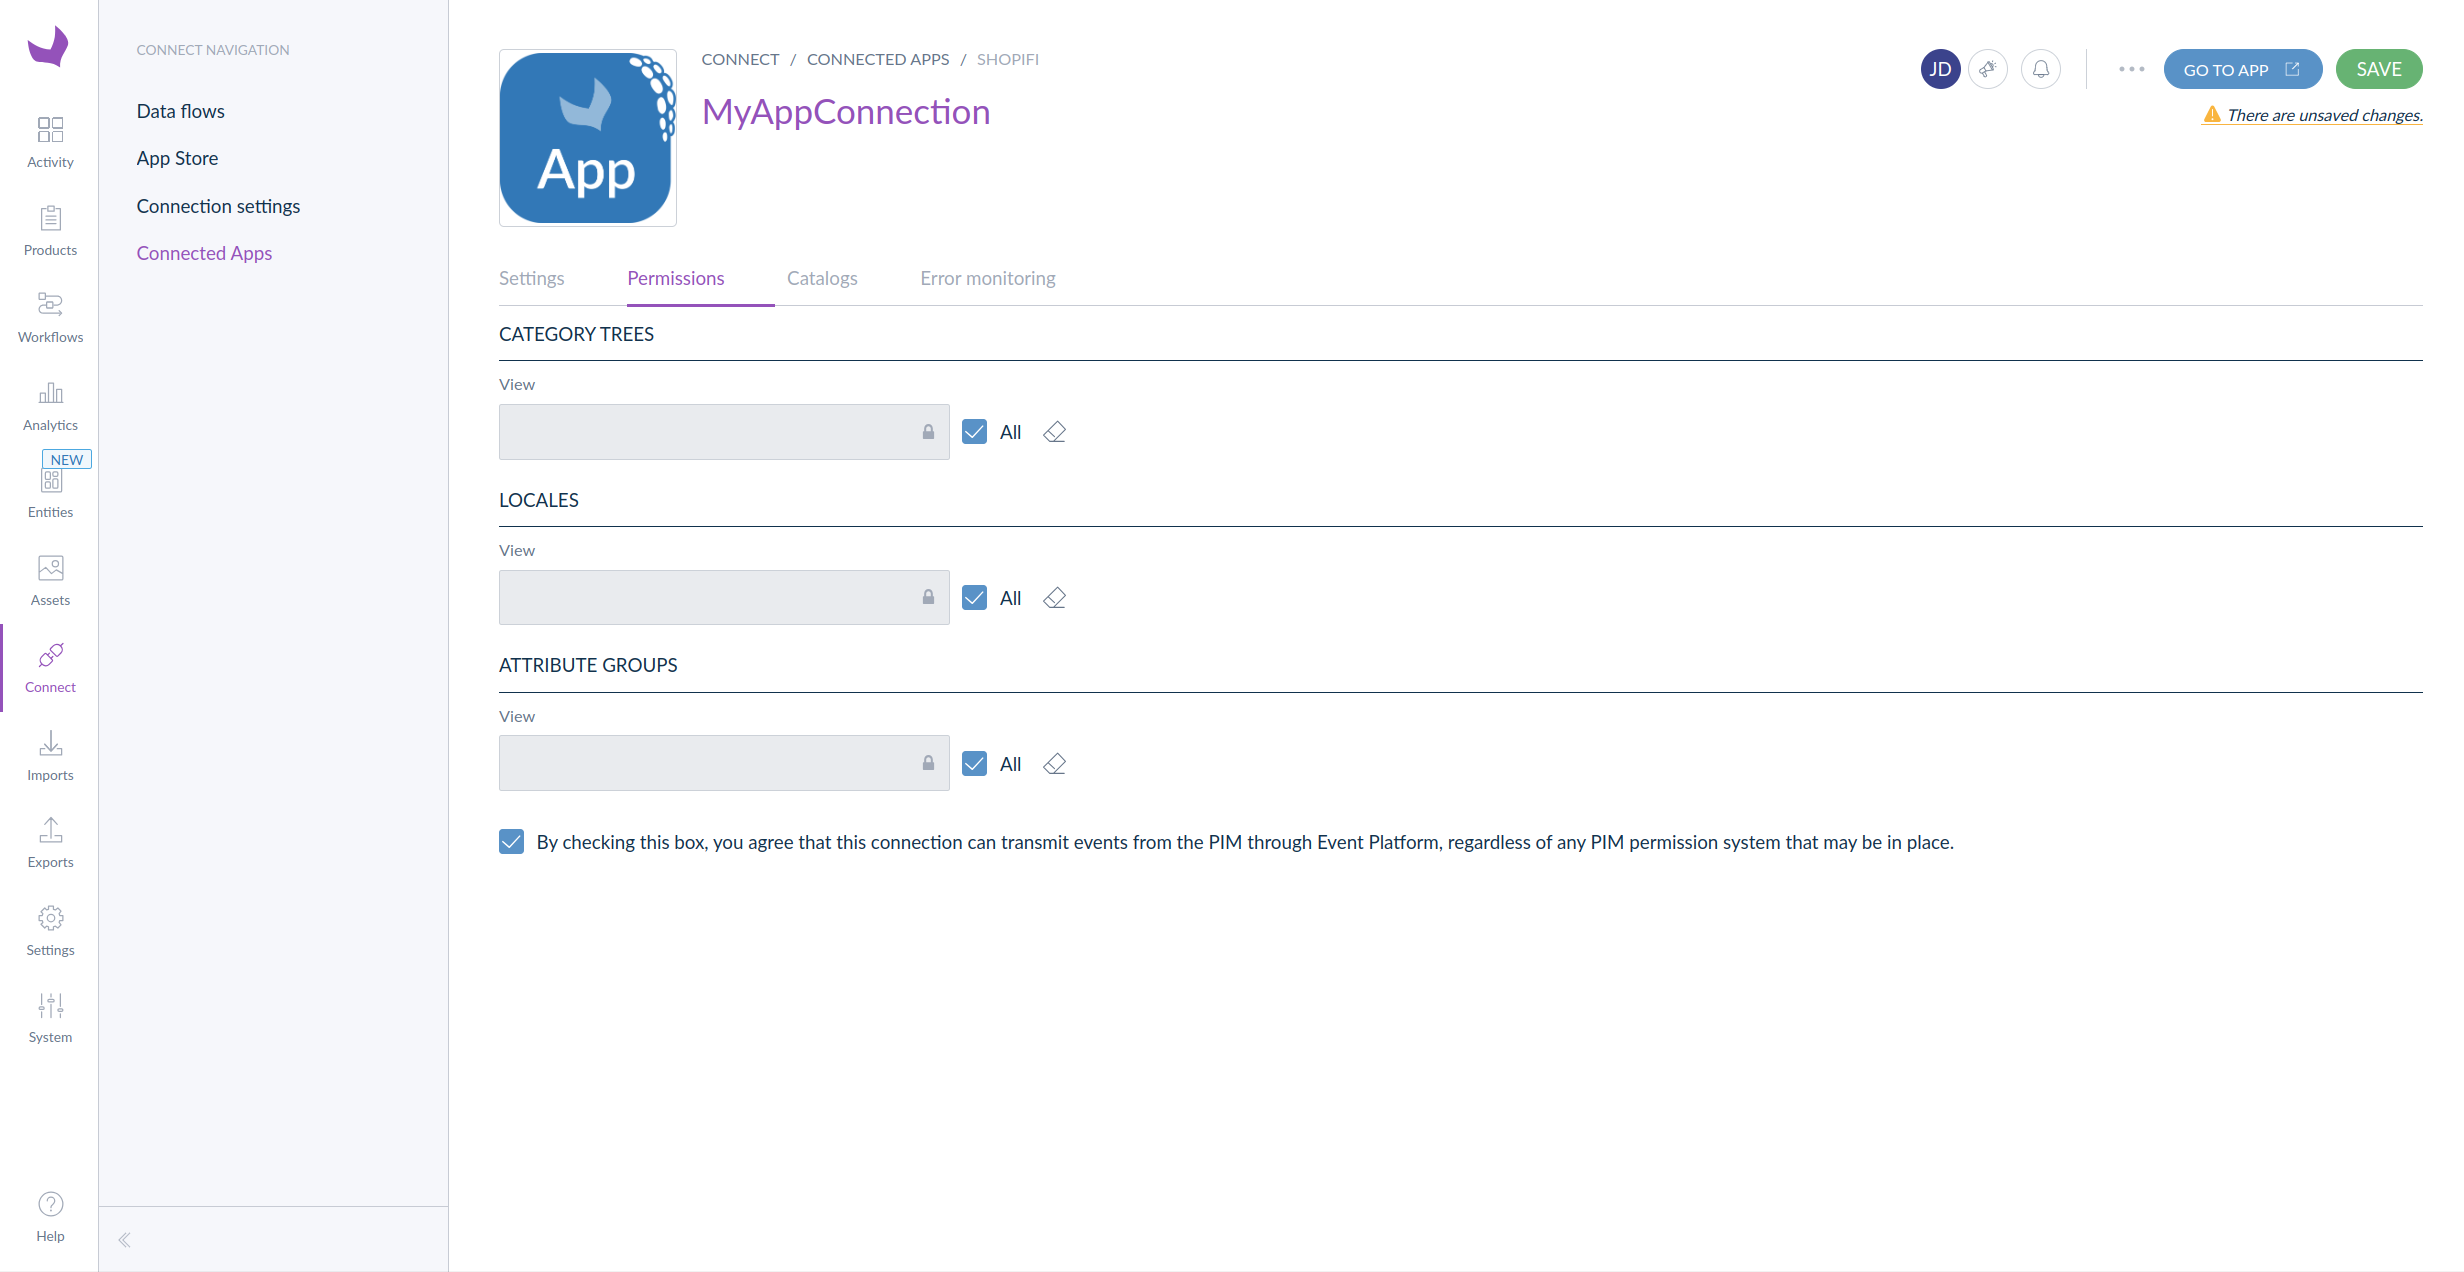 CONNECT NAVIGATION
Data flows
App Store
Connection settings
Connected Apps
Activity
Products
Workflows
Analytics
NEW
Entities
Assets
Connect
Imports
Exports
Settings
System
Help
App
CONNECT / CONNECTED APPS / SHOPIFI
MyAppConnection
JD
GO TO APP
SAVE
There are unsaved changes.
Settings Permissions Catalogs Error monitoring
CATEGORY TREES
View
All
LOCALES
View
All
ATTRIBUTE GROUPS
View
All
By checking this box, you agree that this connection can transmit events from the PIM through Event Platform, regardless of any PIM permission system that may be in place.